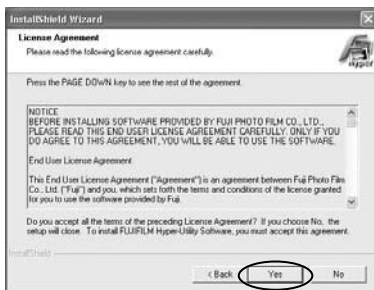 InstallShield Wizard
License Agreement
Please read the following license agreement carefully.
Hyper
Press the PAGE DOWN key to see the rest of the agreement.
NOTICE
BEFORE INSTALLING SOFTWARE PROVIDED BY FUJI PHOTO FILM CO., LTD.,
PLEASE READ THIS END USER LICENSE AGREEMENT CAREFULLY. ONLY IF YOU
DO AGREE TO THIS AGREEMENT, YOU WILL BE ABLE TO USE THE SOFTWARE.
End User License Agreement
This End User License Agreement ("Agreement") is an agreement between Fuji Photo Film
Co., Ltd. ("Fuji") and you, which sets forth the terms and conditions of the license granted
for you to use the software provided by Fuji.
Do you accept all the terms of the preceding License Agreement? If you choose No, the
setup will close. To install FUJIFILM Hyper-Utility Software, you must accept this agreement.
InstallShield
< Back Yes No